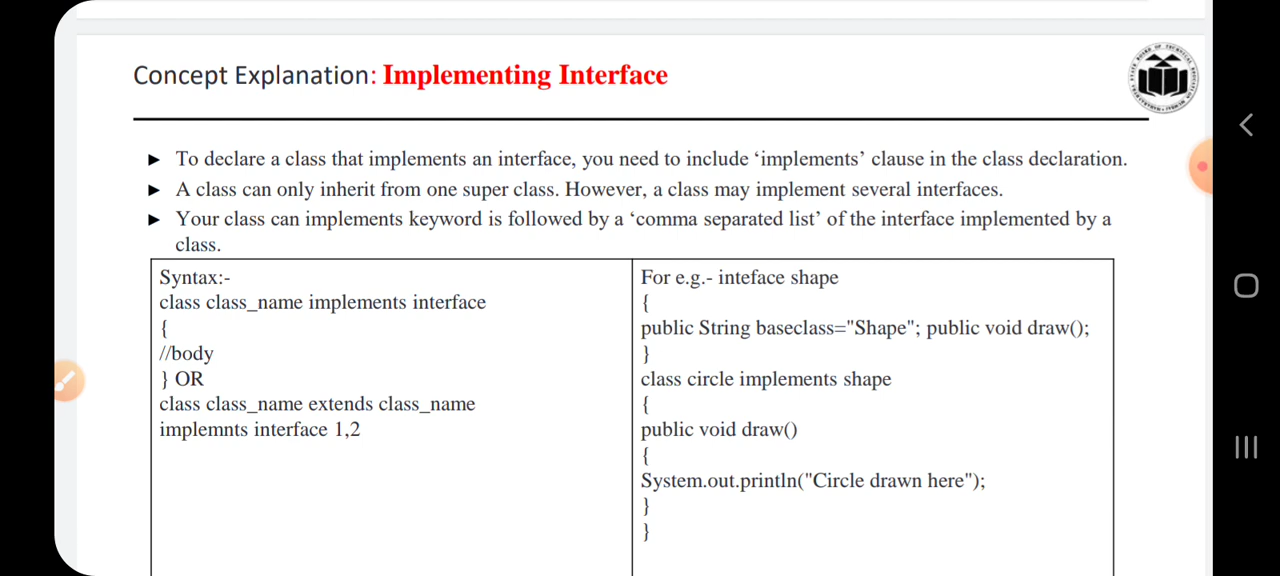 Concept Explanation: Implementing Interface
► To declare a class that implements an interface, you need to include ‘implements’ clause in the class declaration.
► A class can only inherit from one super class. However, a class may implement several interfaces.
► Your class can implements keyword is followed by a ‘comma separated list’ of the interface implemented by a
class.
Syntax:-
class class_name implements interface
{
//body
} OR
class class_name extends class_name
implemnts interface 1,2
For e.g.- inteface shape
{
public String baseclass="Shape"; public void draw();
}
class circle implements shape
{
public void draw()
{
System.out.println("Circle drawn here");
}
}